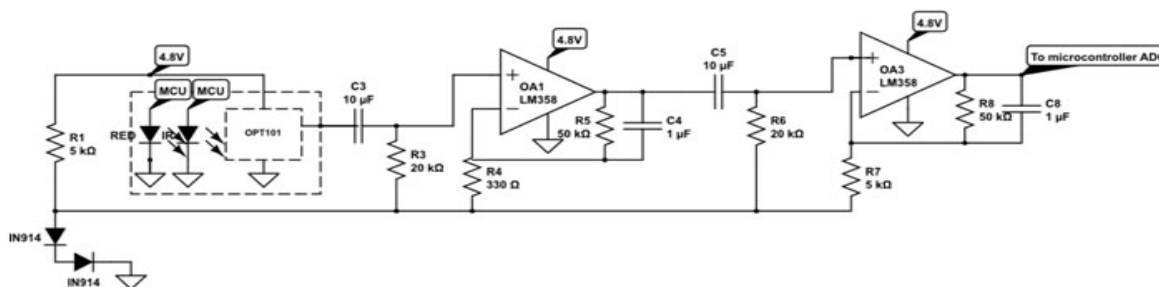 4.8V
R1
5 kΩ
MCU
MCU
RED
IR
OPT101
C3
10 µF
R3
20 kΩ
4.8V
OA1
LM358
R4
330 Ω
R5
50 kΩ
C4
1 µF
C5
10 µF
R6
20 kΩ
4.8V
OA3
LM358
R7
5 kΩ
R8
50 kΩ
C8
1 µF
To microcontroller AD
IN914
IN914